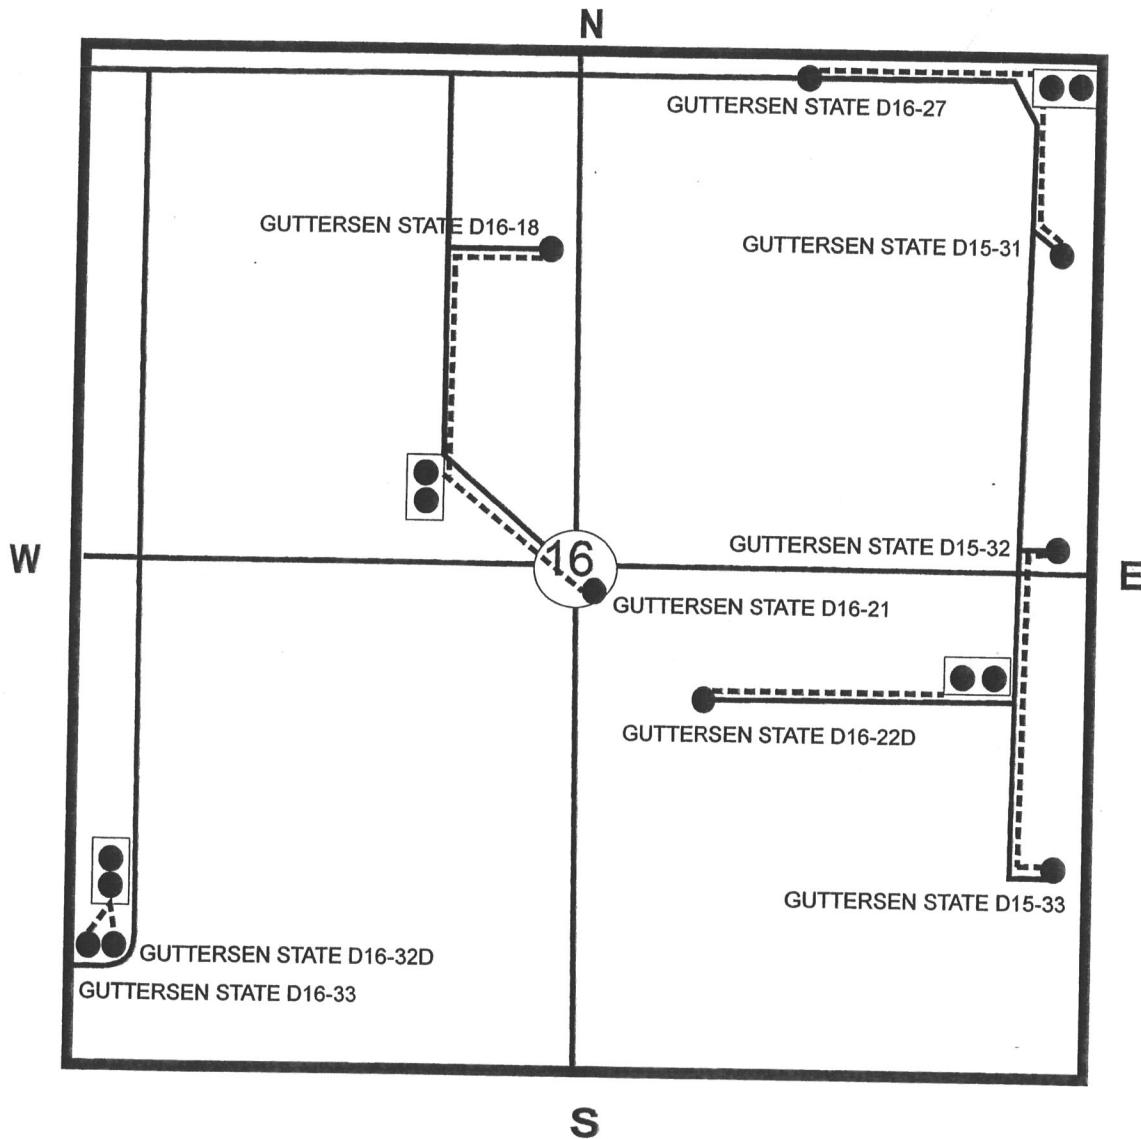 N
GUTTERSEN STATE D16-27
GUTTERSEN STATE D16-18
GUTTERSEN STATE D15-31
W
16
GUTTERSEN STATE D15-32
E
GUTTERSEN STATE D16-21
GUTTERSEN STATE D16-22D
GUTTERSEN STATE D15-33
GUTTERSEN STATE D16-32D
GUTTERSEN STATE D16-33
S